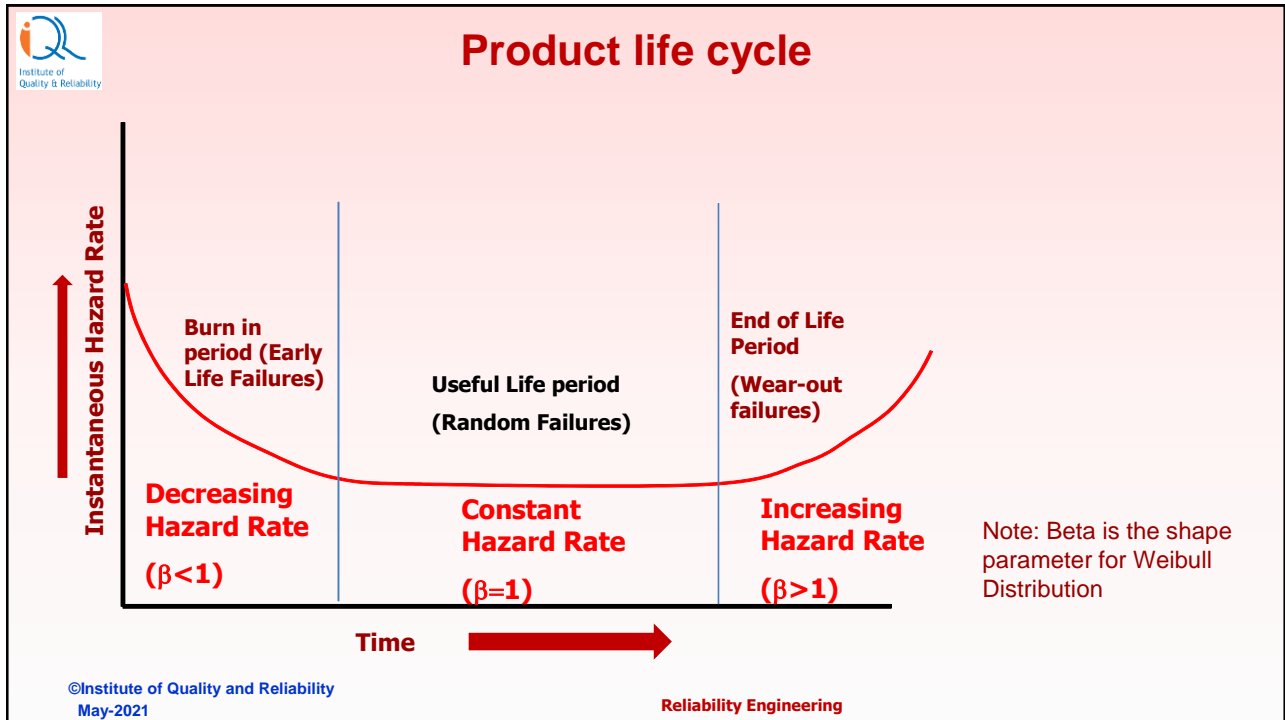 iQR
Institute of
Quality & Reliability
Product life cycle
Instantaneous Hazard Rate
Burn in
period (Early
Life Failures)
Useful Life period
(Random Failures)
End of Life
Period
(Wear-out
failures)
Decreasing
Hazard Rate
(β<1)
Constant
Hazard Rate
(β=1)
Increasing
Hazard Rate
(β>1)
Note: Beta is the shape
parameter for Weibull
Distribution
Time
©Institute of Quality and Reliability
May-2021
Reliability Engineering